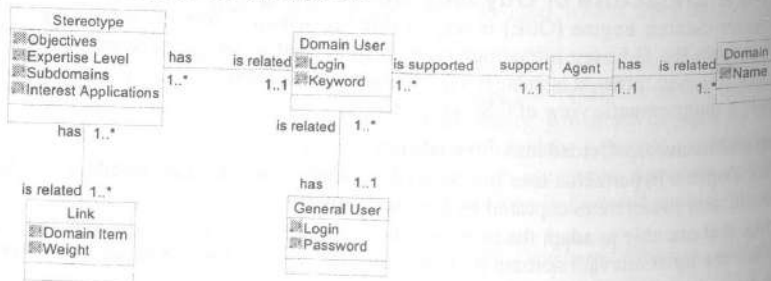 Stereotype
Objectives
Expertise Level
Subdomains
Interest Applications
has
1..*
is related
1..1
Domain User
Login
Keyword
is supported
1..*
support
1..1
Agent
has
1..1
is related
1..*
Domain
Name
has 1..*
is related 1..*
Link
Domain Item
Weight
is related 1..*
has 1..1
General User
Login
Password